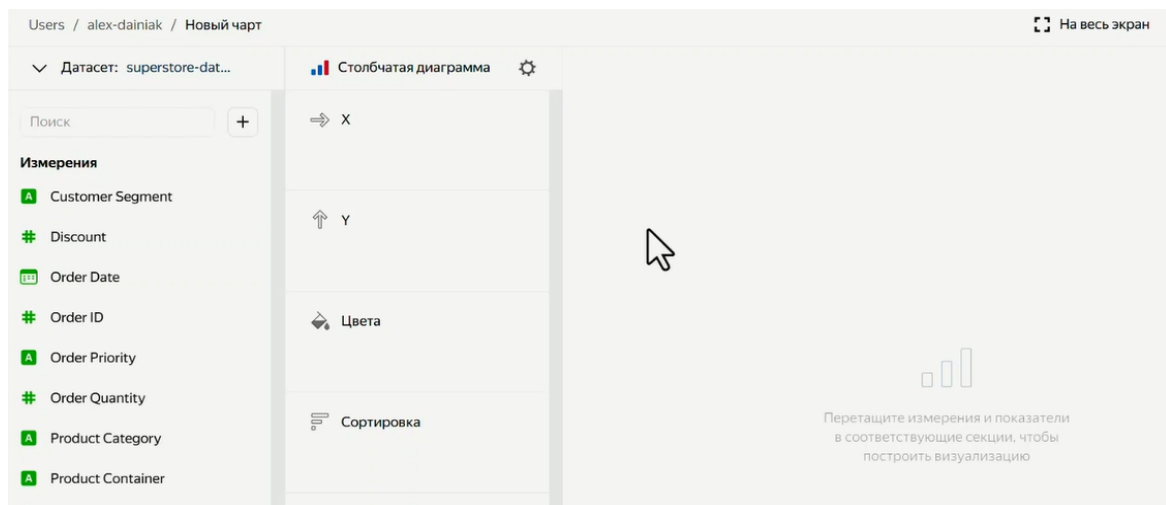 Users / alex-dainiak / Новый чарт
На весь экран
Датасет: superstore-dat...
Столбчатая диаграмма
Поиск
+
X
Измерения
A Customer Segment
# Discount
Y
Order Date
# Order ID
Цвета
A Order Priority
# Order Quantity
Сортировка
A Product Category
A Product Container
Перетащите измерения и показатели
в соответствующие секции, чтобы
построить визуализацию